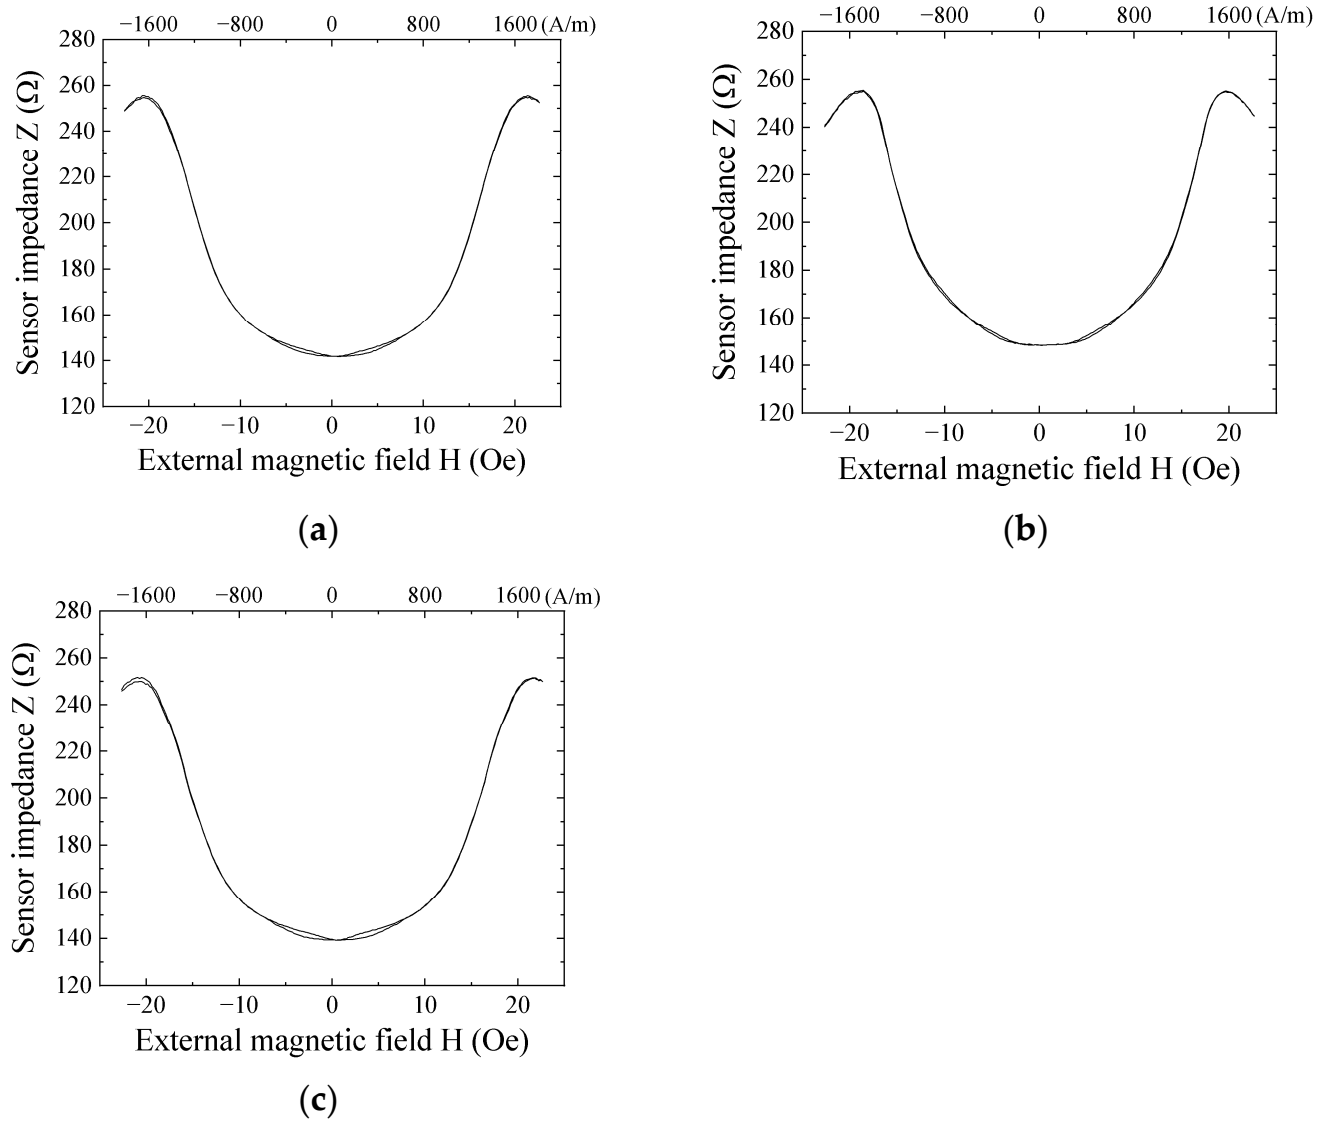 −1600 −800 0 800 1600 (A/m)
280
260
240
220
200
180
160
140
120
Sensor impedance Z (Ω)
−20 −10 0 10 20
External magnetic field H (Oe)
(a)
−1600 −800 0 800 1600 (A/m)
280
260
240
220
200
180
160
140
120
Sensor impedance Z (Ω)
−20 −10 0 10 20
External magnetic field H (Oe)
(b)
−1600 −800 0 800 1600 (A/m)
280
260
240
220
200
180
160
140
120
Sensor impedance Z (Ω)
−20 −10 0 10 20
External magnetic field H (Oe)
(c)